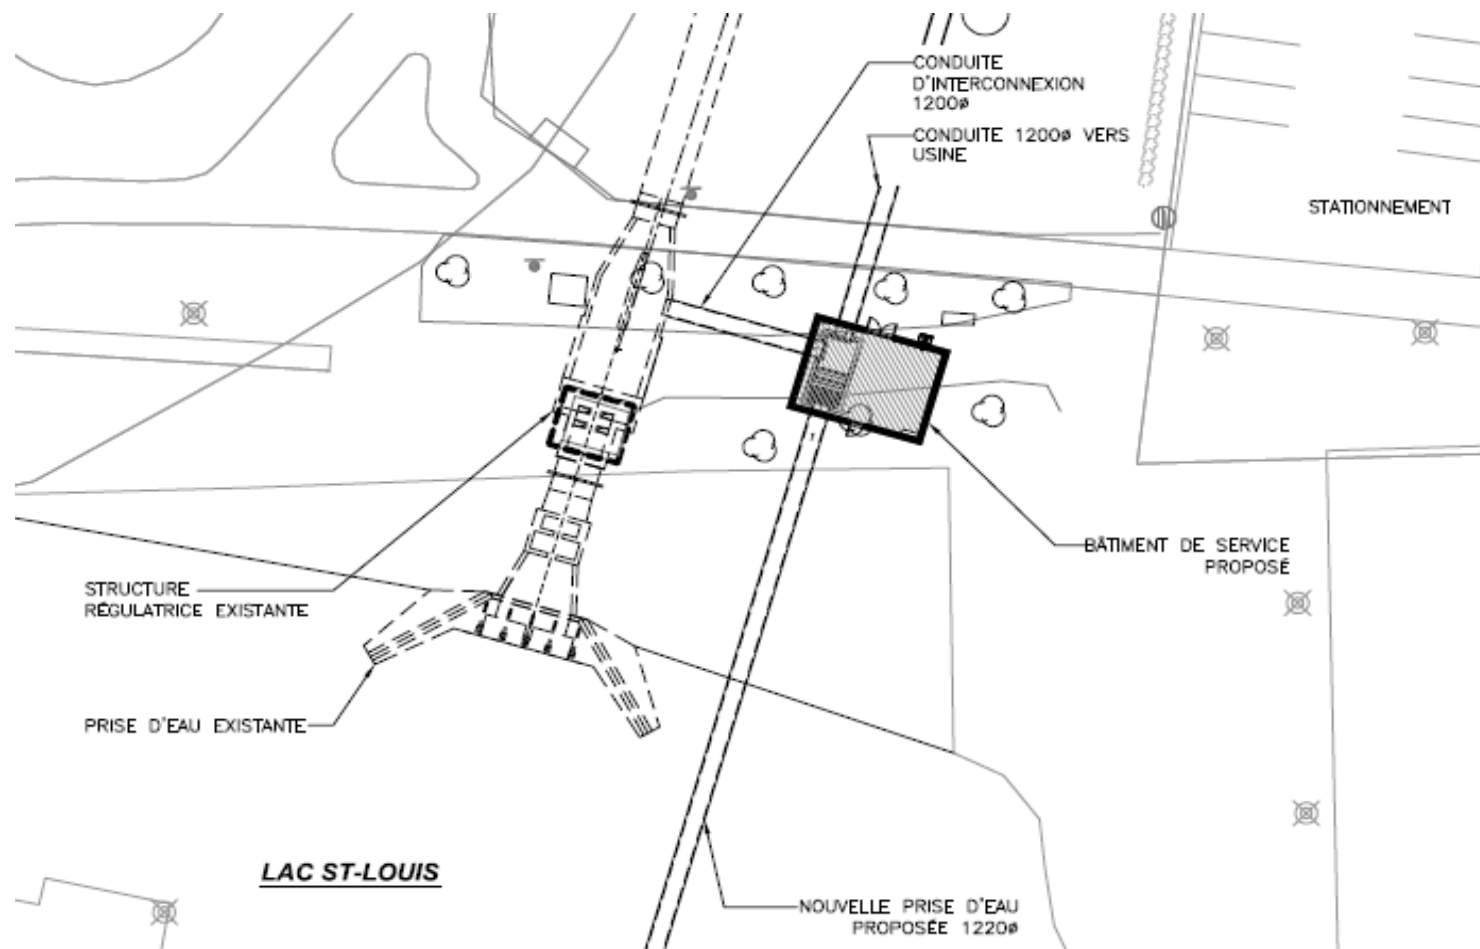 CONDUITE
D'INTERCONNEXION
1200ø
CONDUITE 1200ø VERS
USINE
STATIONNEMENT
BÂTIMENT DE SERVICE
PROPOSÉ
STRUCTURE
RÉGULATRICE EXISTANTE
PRISE D'EAU EXISTANTE
LAC ST-LOUIS
NOUVELLE PRISE D'EAU
PROPOSÉE 1220ø